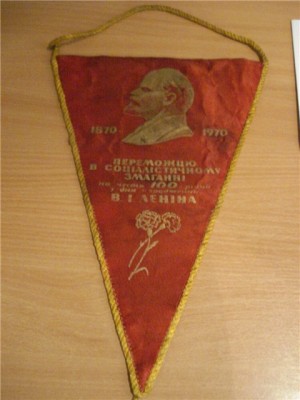 1870 1970
ПЕРЕМОЖЦЮ
В СОЦІАЛІСТИЧНОМУ
ЗМАГАННІ
НА ЧЕСТЬ 100-РІЧЧЯ
З ДНЯ НАРОДЖЕННЯ
В.І ЛЕНІНА